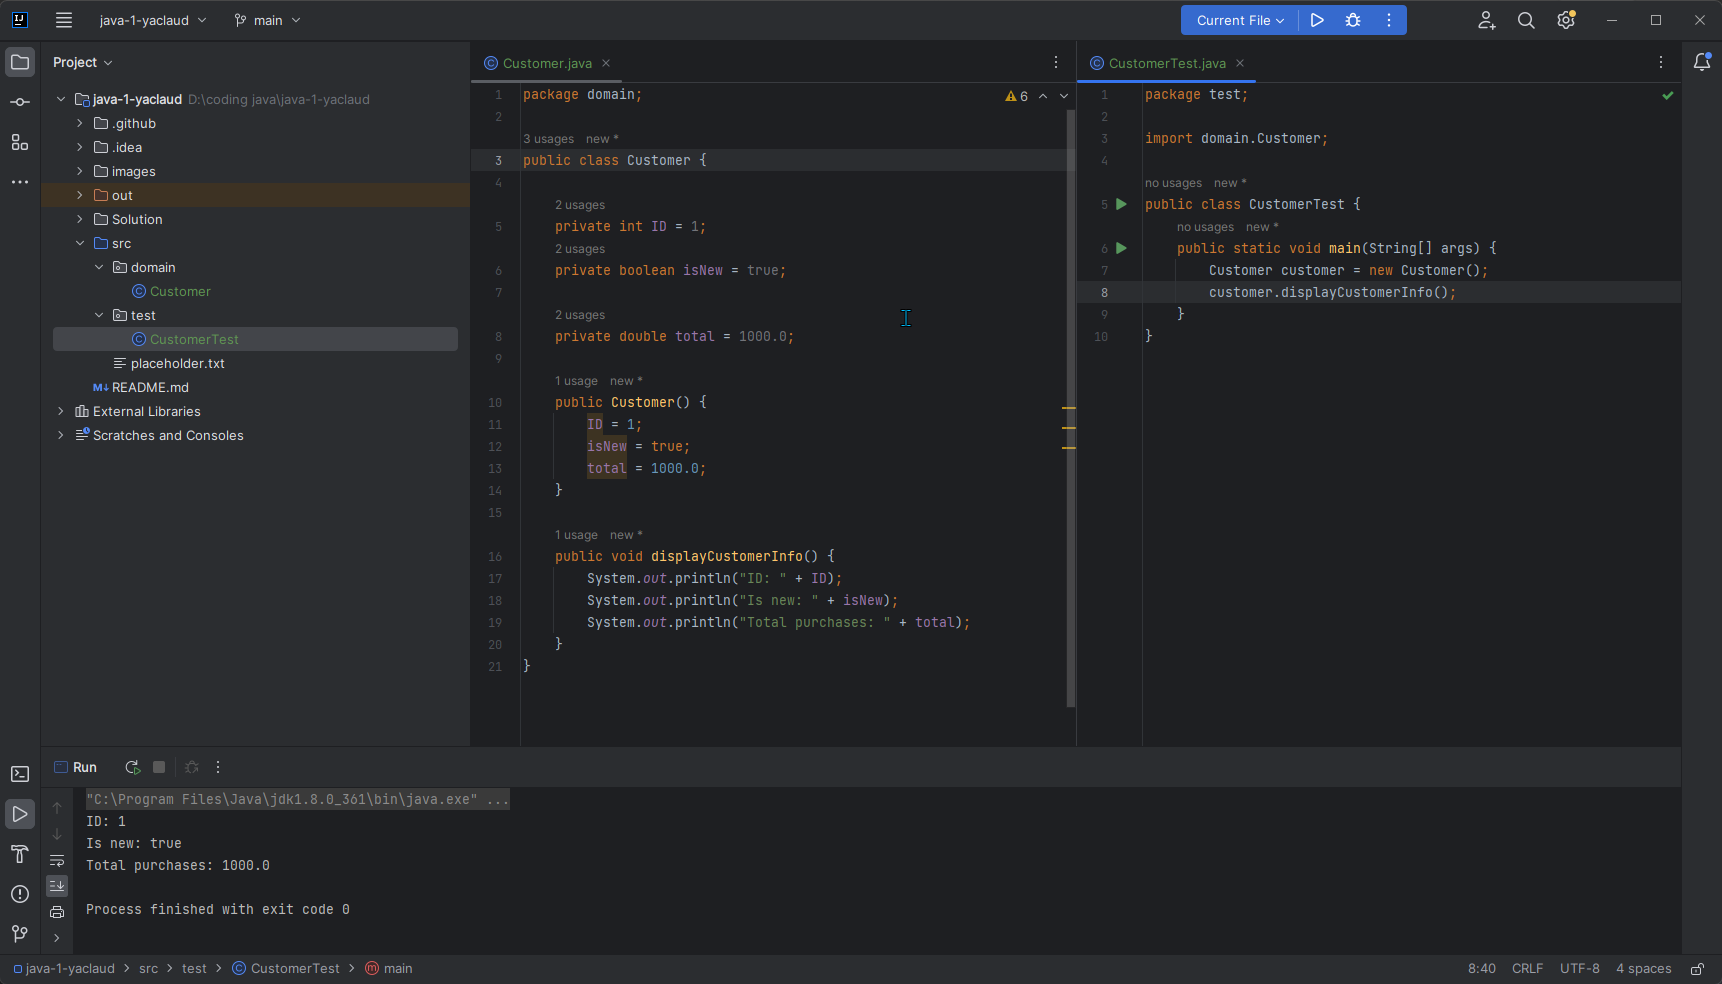 java-1-yaclaud
main
Current File
Project
java-1-yaclaud D:\coding java\java-1-yaclaud
.github
.idea
images
out
Solution
src
domain
Customer
test
CustomerTest
placeholder.txt
M↓ README.md
External Libraries
Scratches and Consoles
Customer.java
6
1 package domain;
2
3 usages new *
3 public class Customer {
4
2 usages
5 private int ID = 1;
2 usages
6 private boolean isNew = true;
7
2 usages
8 private double total = 1000.0;
9
1 usage new *
10 public Customer() {
11 ID = 1;
12 isNew = true;
13 total = 1000.0;
14 }
15
1 usage new *
16 public void displayCustomerInfo() {
17 System.out.println("ID: " + ID);
18 System.out.println("Is new: " + isNew);
19 System.out.println("Total purchases: " + total);
20 }
21 }
CustomerTest.java
1 package test;
2
3 import domain.Customer;
4
no usages new *
5 public class CustomerTest {
no usages new *
6 public static void main(String[] args) {
7 Customer customer = new Customer();
8 customer.displayCustomerInfo();
9 }
10 }
Run
"C:\Program Files\Java\jdk1.8.0_361\bin\java.exe" ...
ID: 1
Is new: true
Total purchases: 1000.0
Process finished with exit code 0
java-1-yaclaud > src > test > CustomerTest > main
8:40 CRLF UTF-8 4 spaces